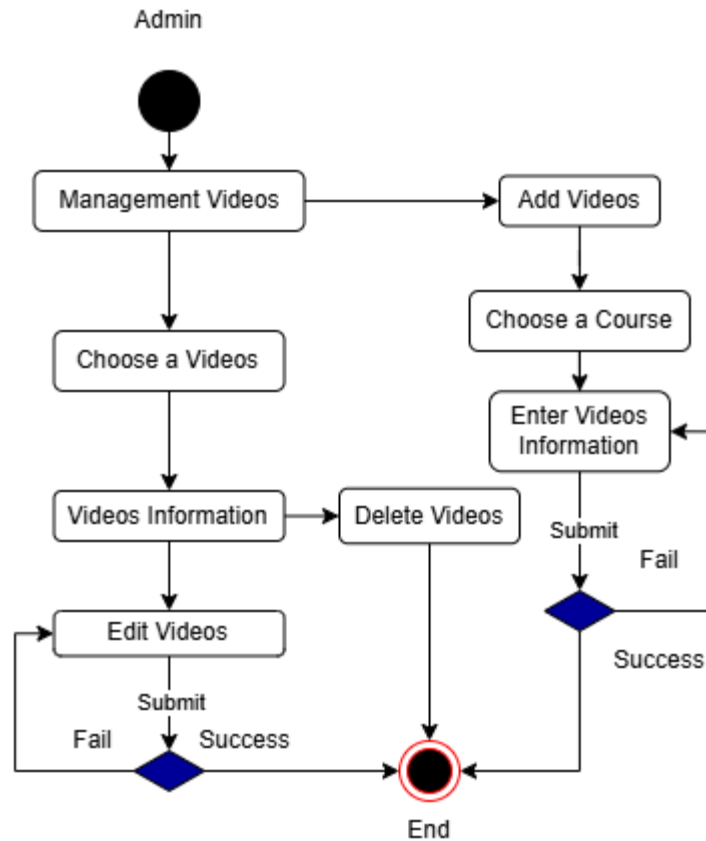 Admin
Management Videos
Add Videos
Choose a Course
Choose a Videos
Enter Videos
Information
Videos Information
Delete Videos
Submit
Fail
Edit Videos
Success
Submit
Fail
Success
End